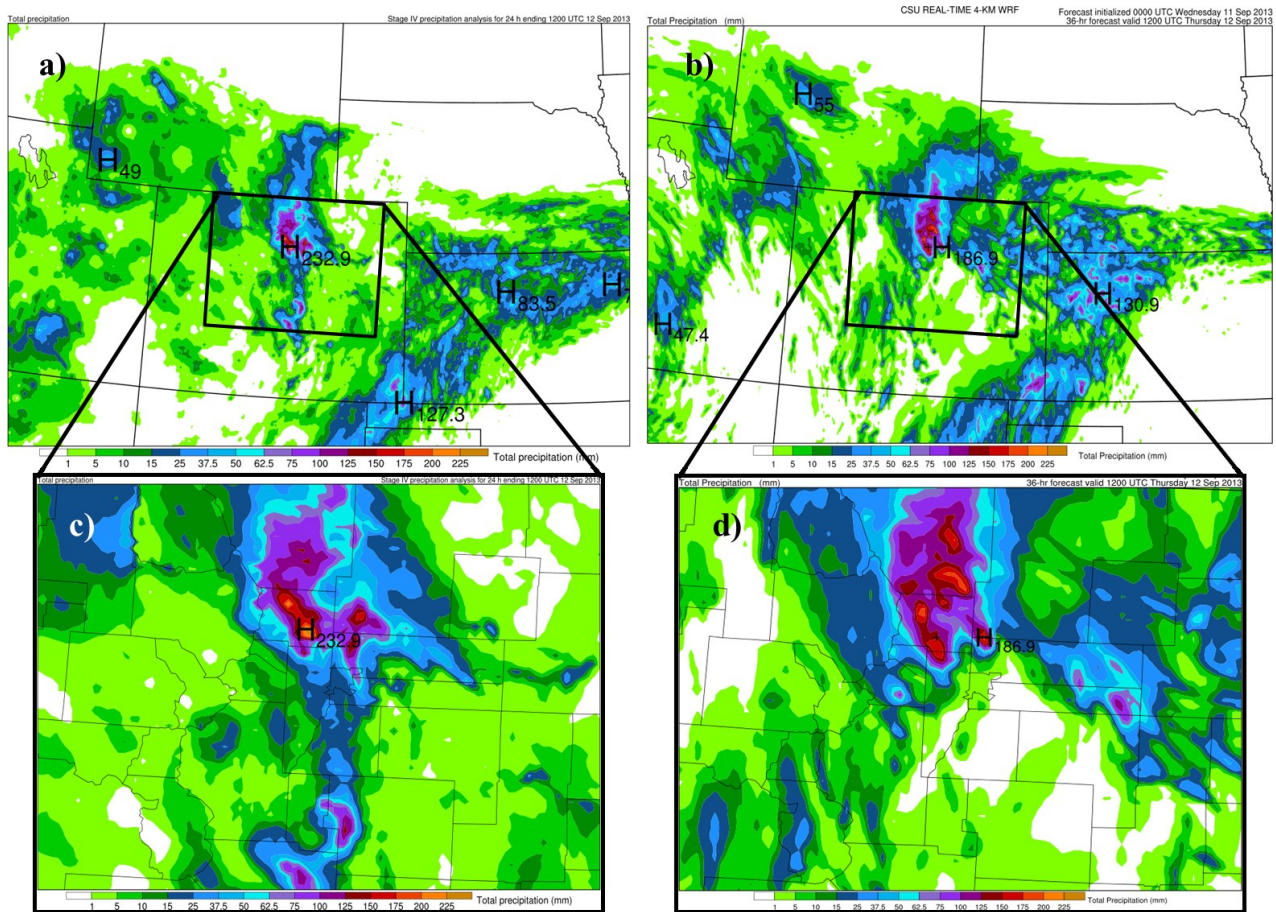 Total Precipitation
Stage IV precipitation analysis for 24 h ending 1200 UTC 12 Sep 2013
a)
H49
H232.9
H83.5
H127.3
1 5 10 15 25 37.5 50 62.5 75 100 125 150 175 200 225 Total precipitation (mm)
CSU REAL-TIME 4-KM WRF
Forecast initialized 0000 UTC Wednesday 11 Sep 2013
Total Precipitation (mm)
36-hr forecast valid 1200 UTC Thursday 12 Sep 2013
b)
H55
H186.9
H130.9
H47.4
1 5 10 15 25 37.5 50 62.5 75 100 125 150 175 200 225 Total Precipitation (mm)
Total precipitation
Stage IV precipitation analysis for 24 h ending 1200 UTC 12 Sep 2013
c)
H232.9
1 5 10 15 25 37.5 50 62.5 75 100 125 150 175 200 225 Total Precipitation (mm)
Total Precipitation (mm)
36-hr forecast valid 1200 UTC Thursday 12 Sep 2013
d)
H186.9
1 5 10 15 25 37.5 50 62.5 75 100 125 150 175 200 225 Total Precipitation (mm)